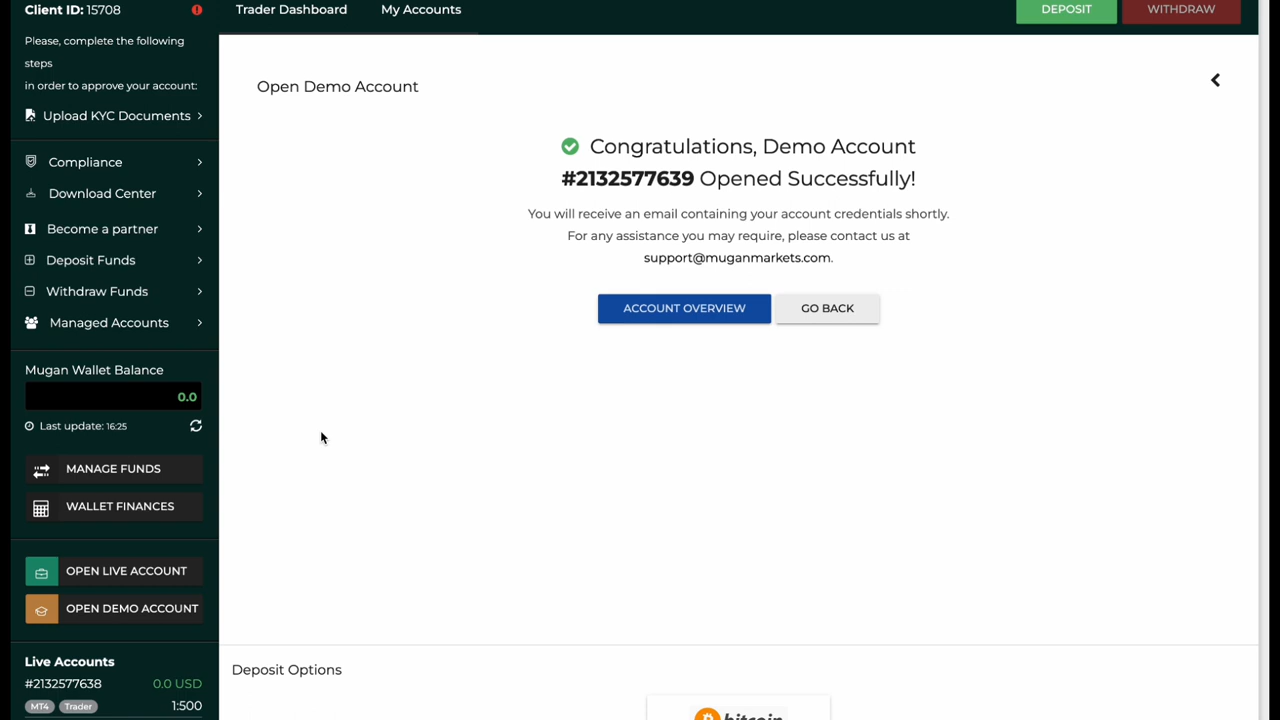 Client ID: 15708
Trader Dashboard
My Accounts
DEPOSIT
WITHDRAW
Please, complete the following
steps
in order to approve your account:
Upload KYC Documents
Compliance
Download Center
Become a partner
Deposit Funds
Withdraw Funds
Managed Accounts
Mugan Wallet Balance
0.0
Last update: 16:25
MANAGE FUNDS
WALLET FINANCES
OPEN LIVE ACCOUNT
OPEN DEMO ACCOUNT
Live Accounts
#2132577638 0.0 USD
MT4 Trader 1:500
Open Demo Account
Congratulations, Demo Account
#2132577639 Opened Successfully!
You will receive an email containing your account credentials shortly.
For any assistance you may require, please contact us at
support@muganmarkets.com.
ACCOUNT OVERVIEW
GO BACK
Deposit Options
bitcoin